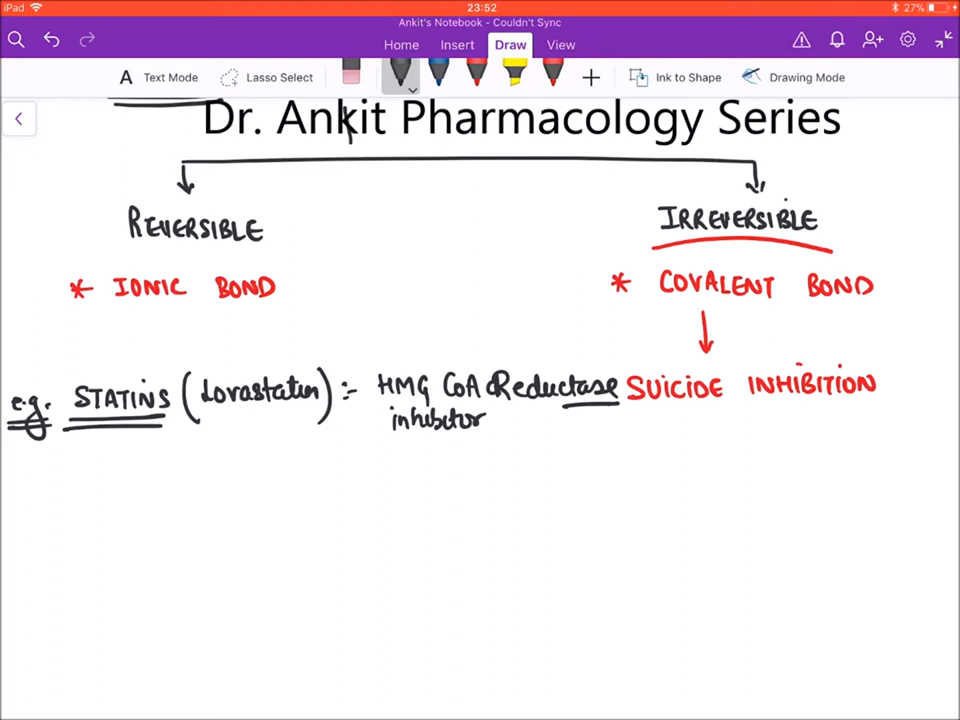 iPad 23:52 27%
Ankit's Notebook - Couldn't Sync
Home Insert Draw View
A Text Mode Lasso Select Ink to Shape Drawing Mode
Dr. Ankit Pharmacology Series
REVERSIBLE IRREVERSIBLE
* IONIC BOND * COVALENT BOND
e.g. STATINS (Lovastatin) :- HMG CoA Reductase SUICIDE INHIBITION
inhibitor